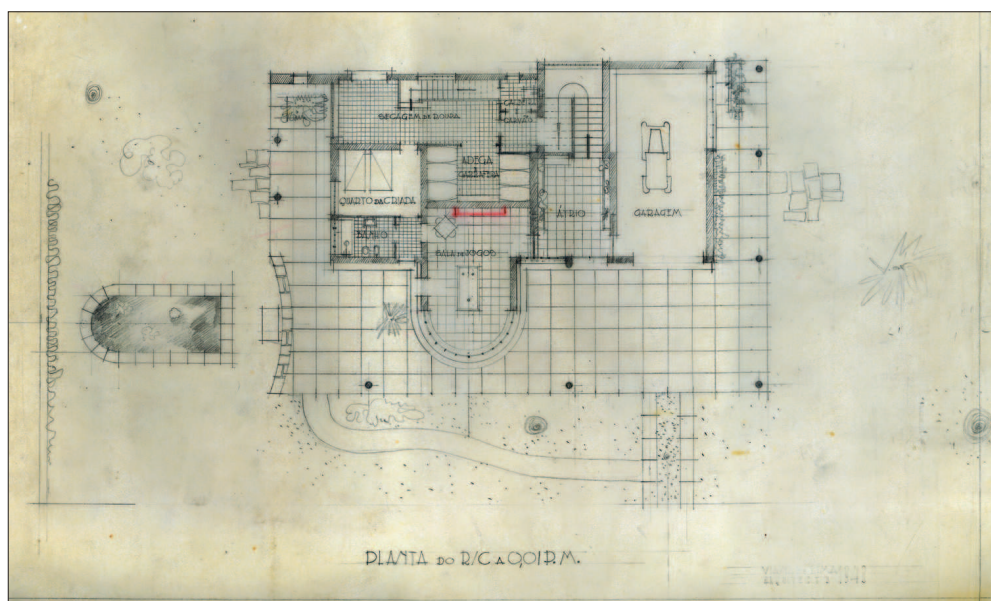 SECAGEM DE ROUPA
ADEGA
E
GARRAFEIRA
QUARTO DA CRIADA
ÁTRIO
GARAGEM
BANHO
SALA DE JOGOS
PLANTA DO R/C A 0,01 P.M.